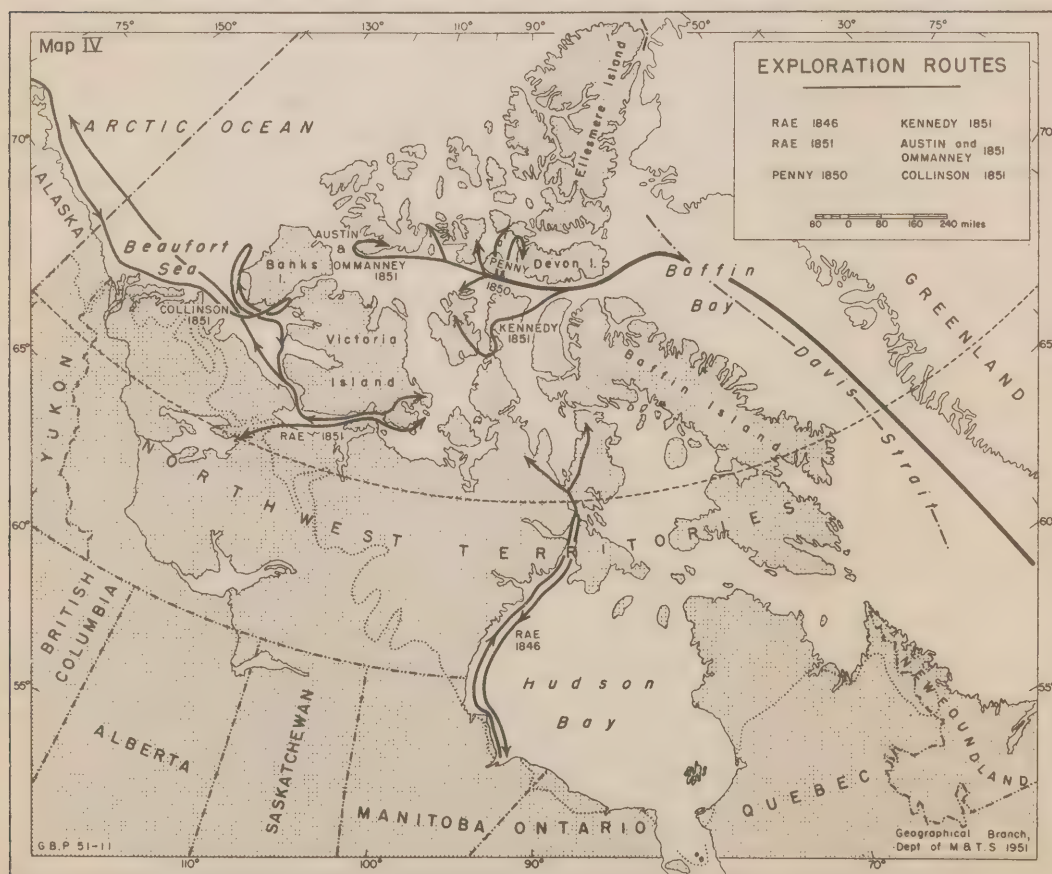 Map IV
75° 130° 110° 50° 30° 75°
EXPLORATION ROUTES
RAE 1846
RAE 1851
PENNY 1850
KENNEDY 1851
AUSTIN and OMMANNEY 1851
COLLINSON 1851
80 0 80 160 240 miles
70°
ARCTIC OCEAN
ALASKA
Ellesmere Island
Beaufort
Sea
Banks
AUSTIN
&
OMMANNEY
1851
PENNY
1850
Devon I.
Baffin
Bay
Davis
Strait
GREENLAND
65°
65°
COLLINSON
1851
Victoria
Island
KENNEDY
1851
Baffin Island
YUKON
RAE 1851
NORTHWEST TERRITORIES
60°
60°
BRITISH
COLUMBIA
RAE
1846
Hudson
Bay
55°
55°
NEWFOUNDLAND
ALBERTA
SASKATCHEWAN
MANITOBA
ONTARIO
QUEBEC
Geographical Branch,
Dept of M & T.S 1951
G.B.P 51-11
110° 100° 90° 70°